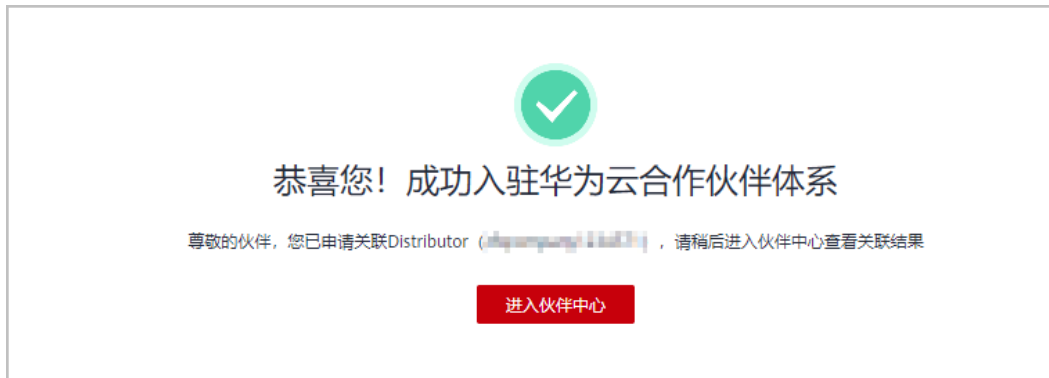 恭喜您！成功入驻华为云合作伙伴体系
尊敬的伙伴，您已申请关联Distributor（ ），请稍后进入伙伴中心查看关联结果
进入伙伴中心